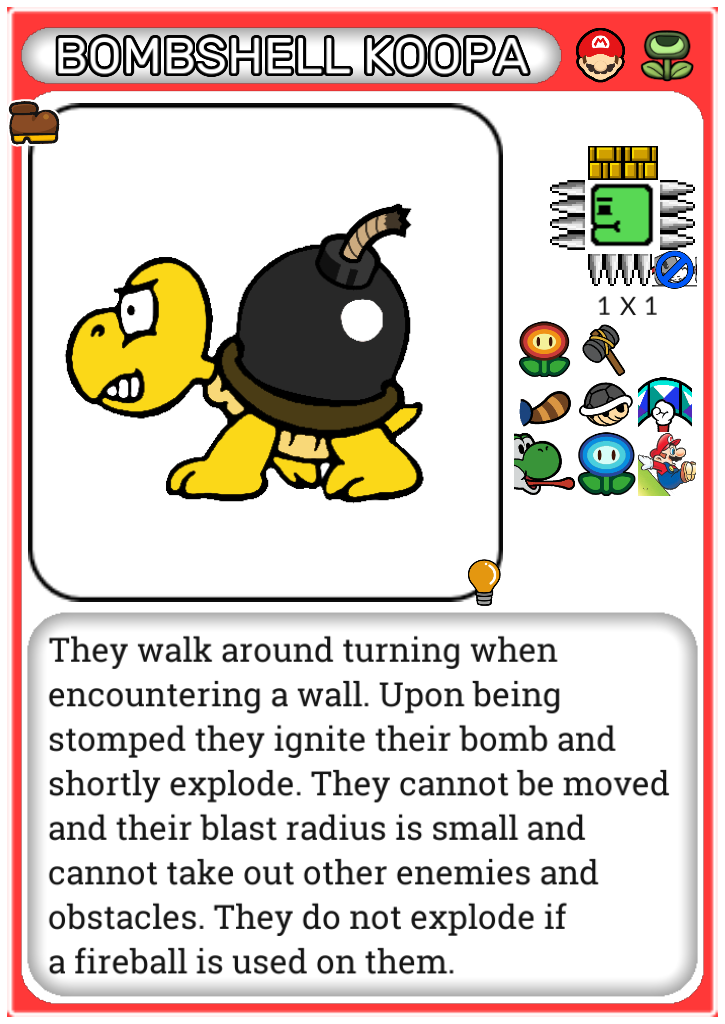 BOMBSHELL KOOPA
1 X 1
They walk around turning when
encountering a wall. Upon being
stomped they ignite their bomb and
shortly explode. They cannot be moved
and their blast radius is small and
cannot take out other enemies and
obstacles. They do not explode if
a fireball is used on them.